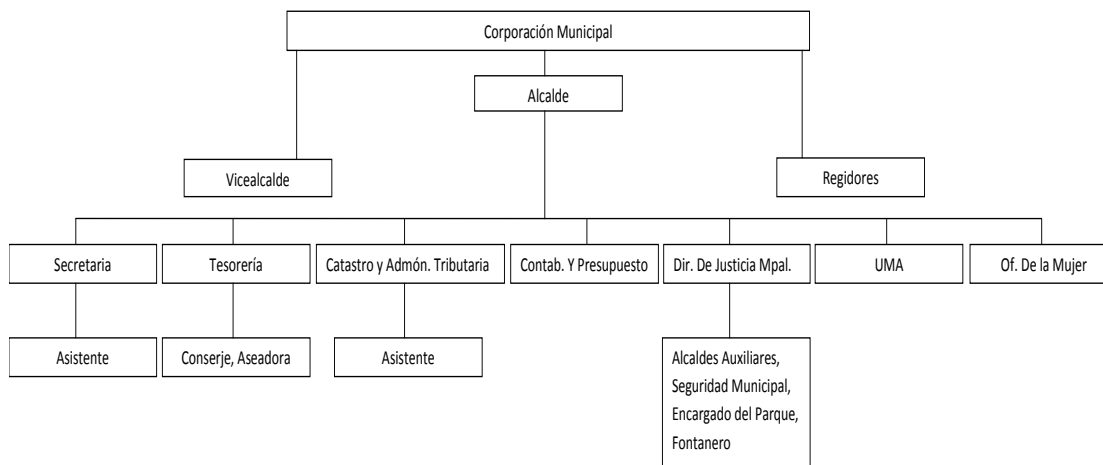 Corporación Municipal
Alcalde
Vicealcalde
Regidores
Secretaria
Tesorería
Catastro y Admón. Tributaria
Contab. Y Presupuesto
Dir. De Justicia Mpal.
UMA
Of. De la Mujer
Asistente
Conserje, Aseadora
Asistente
Alcaldes Auxiliares,
Seguridad Municipal,
Encargado del Parque,
Fontanero